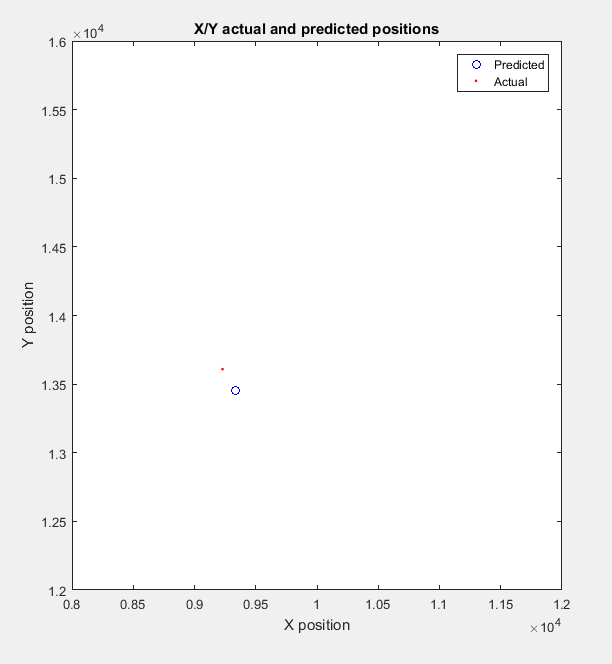 X/Y actual and predicted positions
×10⁴
1.6
1.55
1.5
1.45
1.4
1.35
1.3
1.25
1.2
Y position
Predicted
Actual
0.8 0.85 0.9 0.95 1 1.05 1.1 1.15 1.2
X position
×10⁴